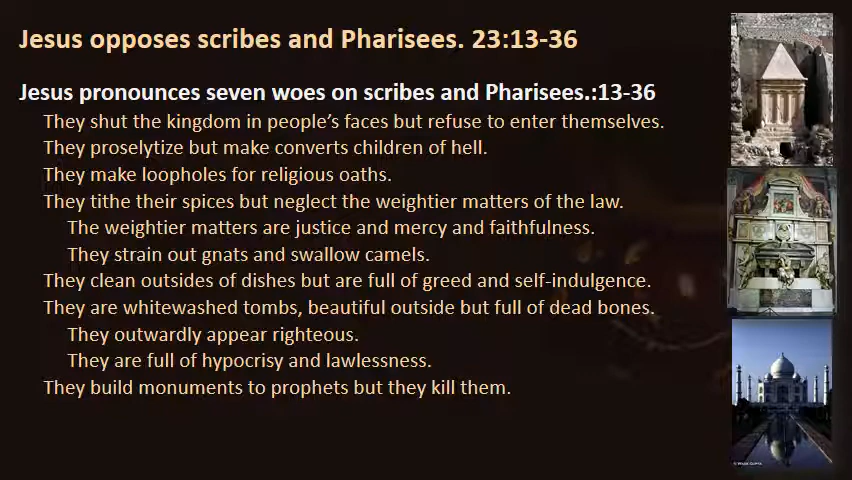 Jesus opposes scribes and Pharisees. 23:13-36
Jesus pronounces seven woes on scribes and Pharisees.:13-36
They shut the kingdom in people's faces but refuse to enter themselves.
They proselytize but make converts children of hell.
They make loopholes for religious oaths.
They tithe their spices but neglect the weightier matters of the law.
The weightier matters are justice and mercy and faithfulness.
They strain out gnats and swallow camels.
They clean outsides of dishes but are full of greed and self-indulgence.
They are whitewashed tombs, beautiful outside but full of dead bones.
They outwardly appear righteous.
They are full of hypocrisy and lawlessness.
They build monuments to prophets but they kill them.